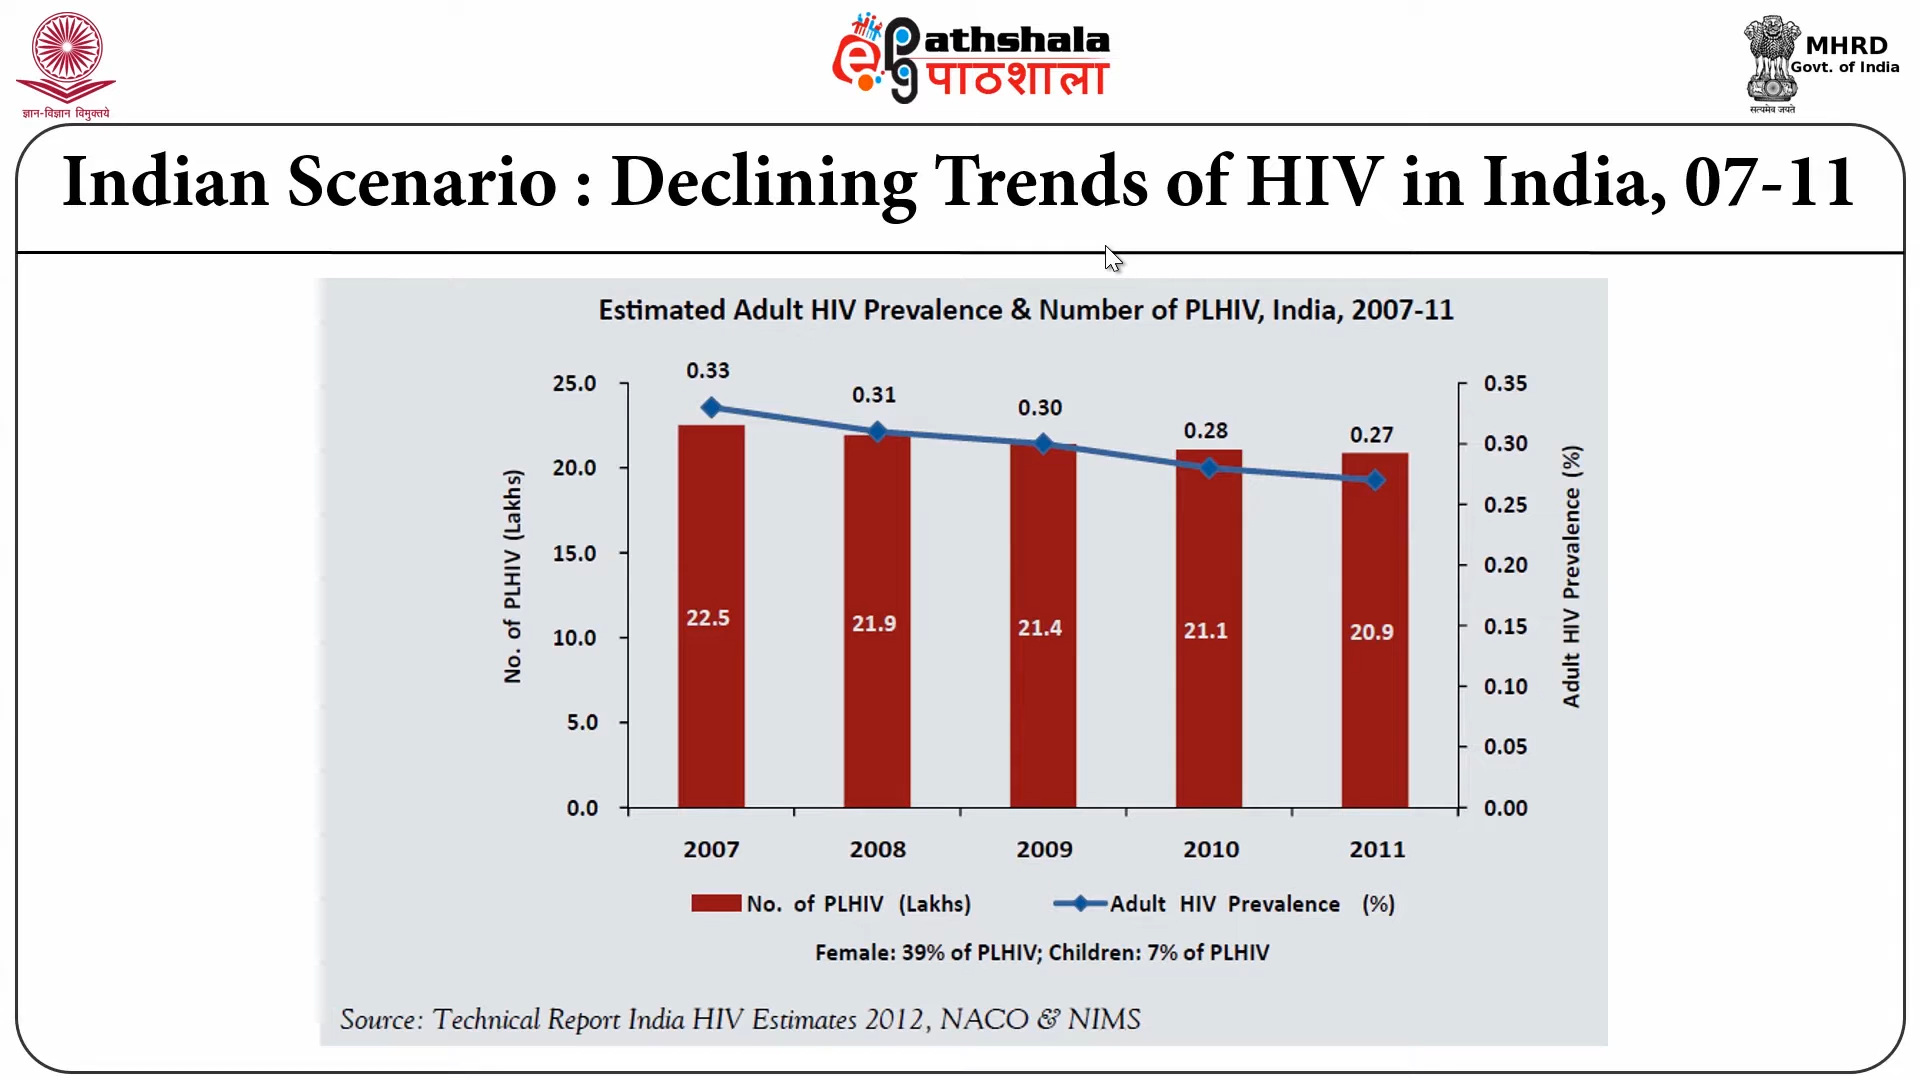 ज्ञान-विज्ञान विमुक्तये
e
Pg
athshala
पाठशाला
MHRD
Govt. of India
सत्यमेव जयते
Indian Scenario : Declining Trends of HIV in India, 07-11
Estimated Adult HIV Prevalence & Number of PLHIV, India, 2007-11
No. of PLHIV (Lakhs)
25.0
20.0
15.0
10.0
5.0
0.0
0.33
0.31
0.30
0.28
0.27
22.5
21.9
21.4
21.1
20.9
0.35
0.30
0.25
0.20
0.15
0.10
0.05
0.00
Adult HIV Prevalence (%)
2007 2008 2009 2010 2011
No. of PLHIV (Lakhs) Adult HIV Prevalence (%)
Female: 39% of PLHIV; Children: 7% of PLHIV
Source: Technical Report India HIV Estimates 2012, NACO & NIMS